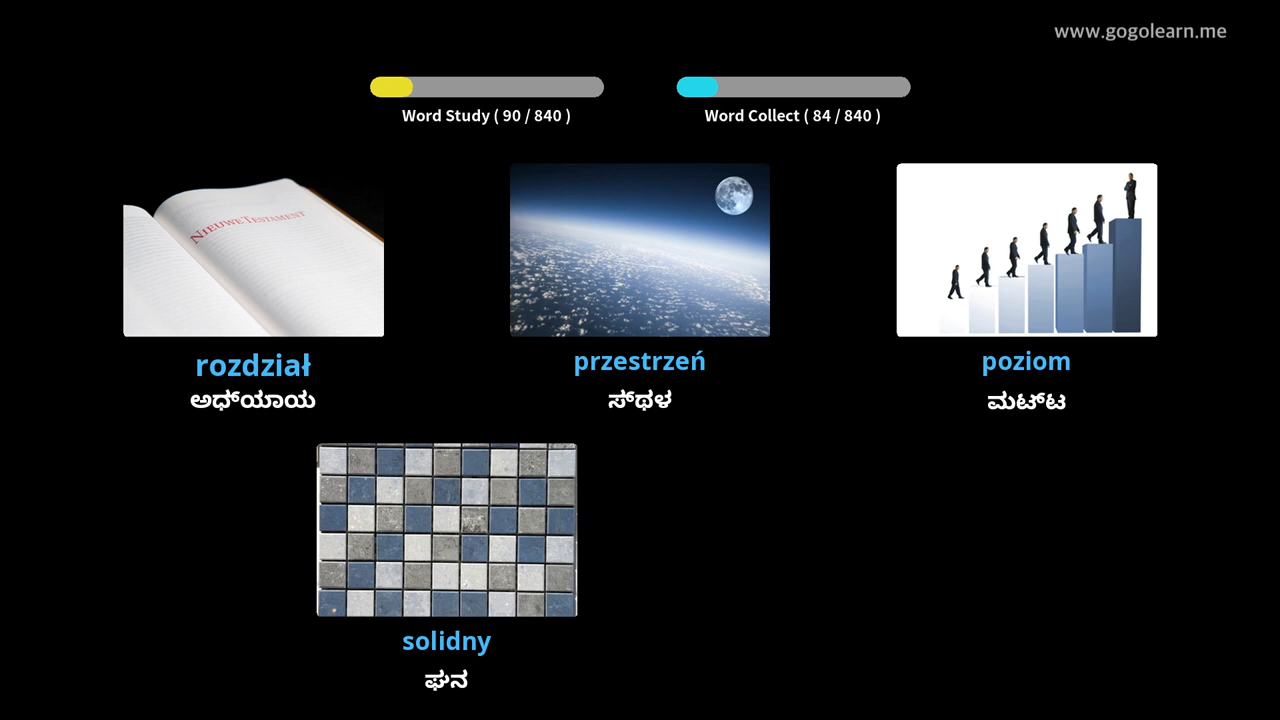 www.gogolearn.me
Word Study ( 90 / 840 )
Word Collect ( 84 / 840 )
NIEUWE TESTAMENT
rozdział
ಅಧ್‌ಯಾಯ
przestrzeń
ಸ್‌ಥಳ
poziom
ಮಟ್‌ಟ
solidny
ಘನ